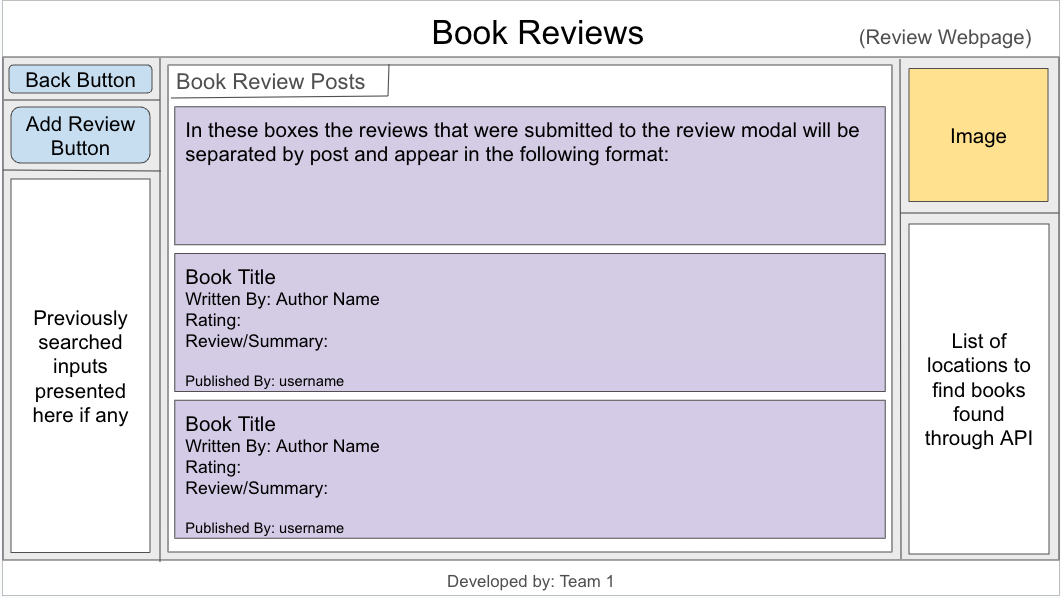 Book Reviews
(Review Webpage)
Back Button
Add Review
Button
Previously
searched
inputs
presented
here if any
Book Review Posts
In these boxes the reviews that were submitted to the review modal will be
separated by post and appear in the following format:
Book Title
Written By: Author Name
Rating:
Review/Summary:
Published By: username
Book Title
Written By: Author Name
Rating:
Review/Summary:
Published By: username
Image
List of
locations to
find books
found
through API
Developed by: Team 1